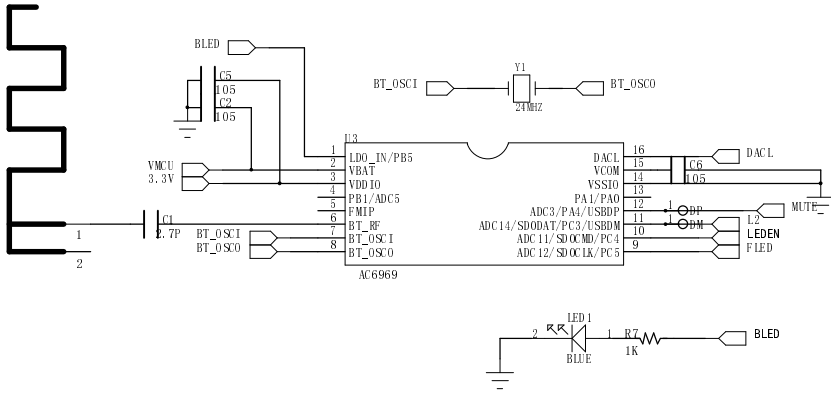 BLED
C5
105
C2
105
Y1
BT_OSCI
BT_OSCO
24MHZ
U3
1 LDO_IN/PB5
VMCU 2 VBAT
3.3V 3 VDDIO
4 PB1/ADC5
5 FMIP
6 BT_RF
BT_OSCI 7 BT_OSCI
BT_OSCO 8 BT_OSCO
DACL 16 DACL
VCOM 15
C6
105
VSSIO 14
PA1/PA0 13
ADC3/PA4/USBDP 12 1 DP MUTE_
ADC14/SDODAT/PC3/USBDM 11 1 DM L2
ADC11/SDOCMD/PC4 10 LEDEN
ADC12/SDOCLK/PC5 9 FLED
AC6969
C1
2.7P
1
2
LED1
2 1
BLUE
R7
1K
BLED